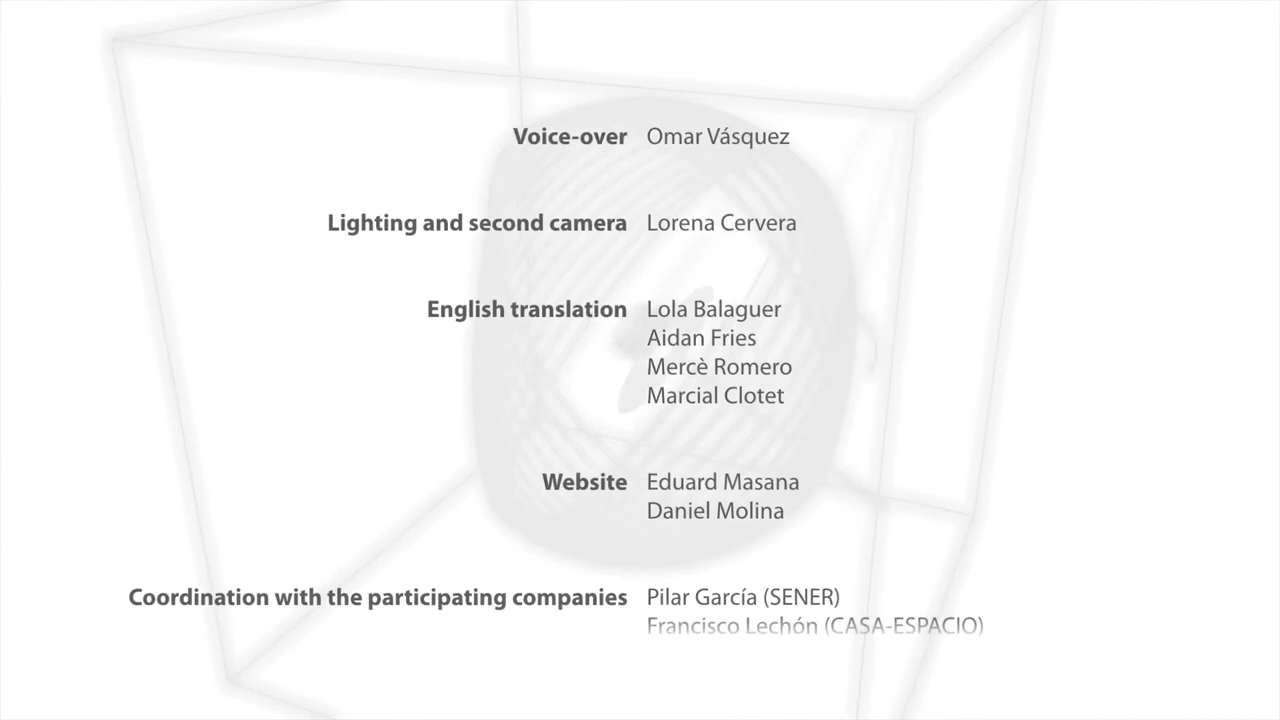 Voice-over Omar Vásquez
Lighting and second camera Lorena Cervera
English translation Lola Balaguer
Aidan Fries
Mercè Romero
Marcial Clotet
Website Eduard Masana
Daniel Molina
Coordination with the participating companies Pilar García (SENER)
Francisco Lechón (CASA-ESPACIO)